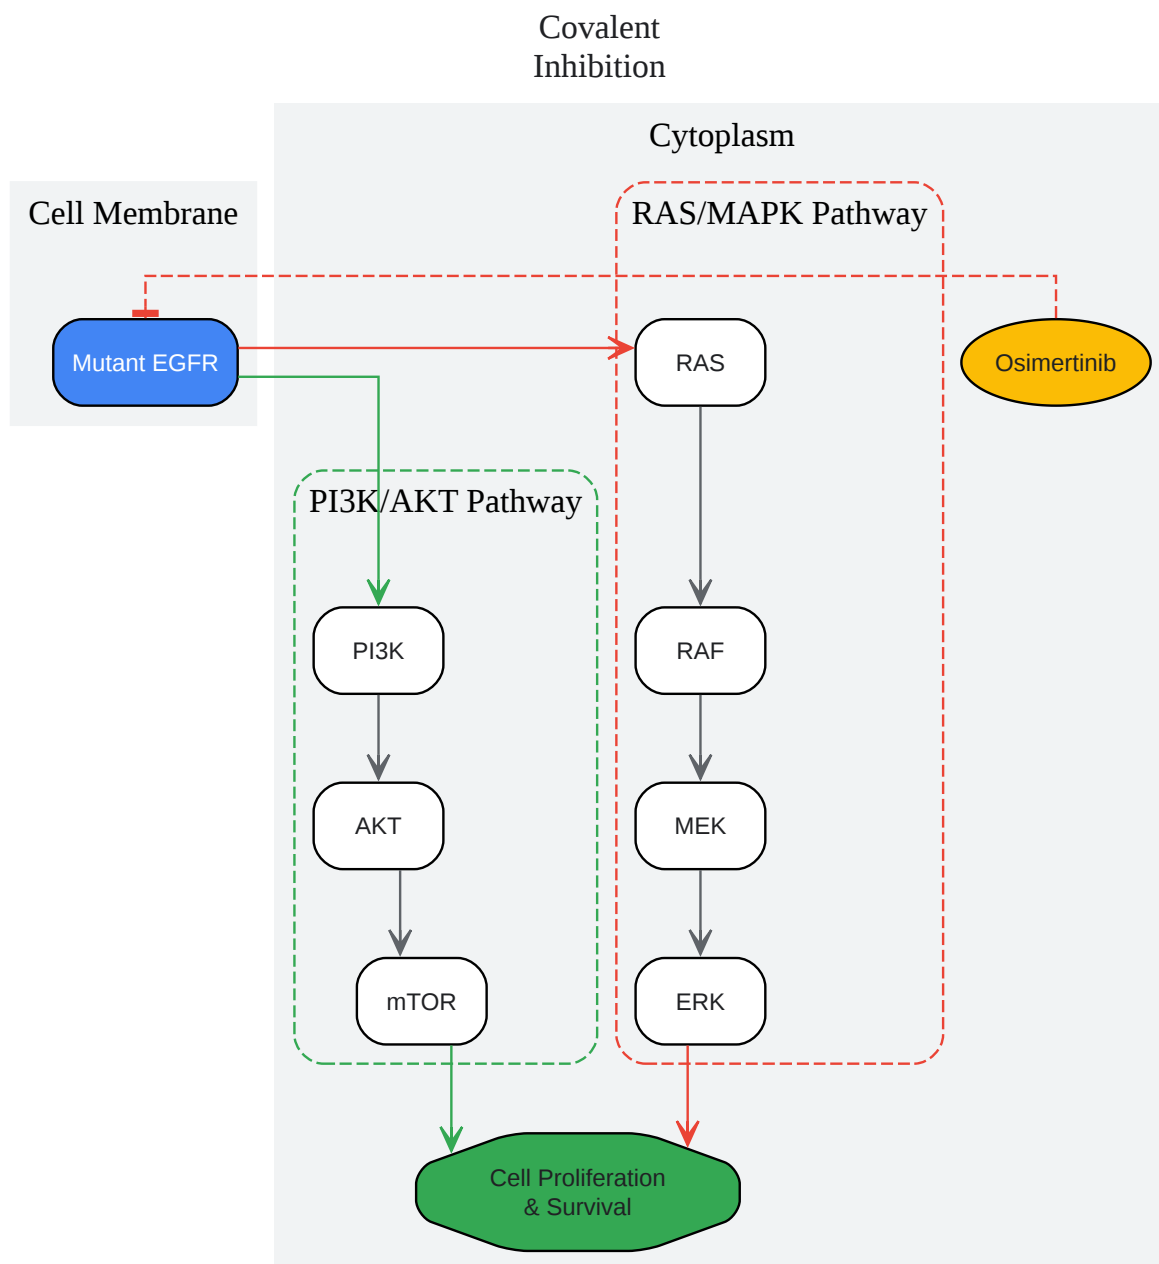 Covalent
Inhibition
Cytoplasm
Cell Membrane
RAS/MAPK Pathway
Mutant EGFR
RAS
Osimertinib
PI3K/AKT Pathway
PI3K
RAF
AKT
MEK
mTOR
ERK
Cell Proliferation
& Survival